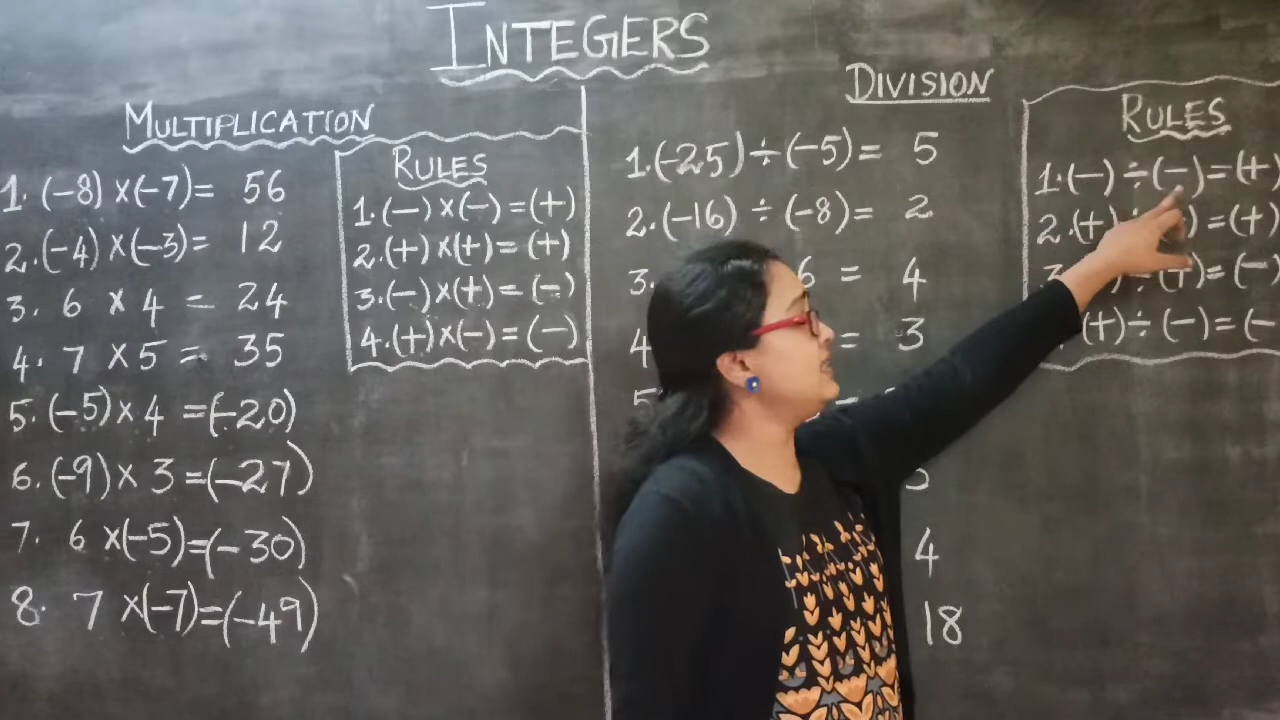 INTEGERS
MULTIPLICATION
1. (-8) ×(-7)= 56
2. (-4) ×(-3)= 12
3. 6 × 4 = 24
4. 7 × 5 = 35
5. (-5) × 4 =(-20)
6. (-9) × 3 =(-27)
7. 6 ×(-5)=(-30)
8. 7 ×(-7)=(-49)
RULES
1.(-) ×(-) =(+)
2.(+) ×(+) = (+)
3.(-) ×(+) = (-)
4.(+) ×(-) = (-)
DIVISION
1.(-25) ÷(-5)= 5
2.(-16) ÷ (-8)= 2
3. 6 = 4
4 = 3
5
4
18
RULES
1.(-) ÷(-)=(+)
2.(+) ) =(+)
(+)=(-)
(+)÷(-)=(-